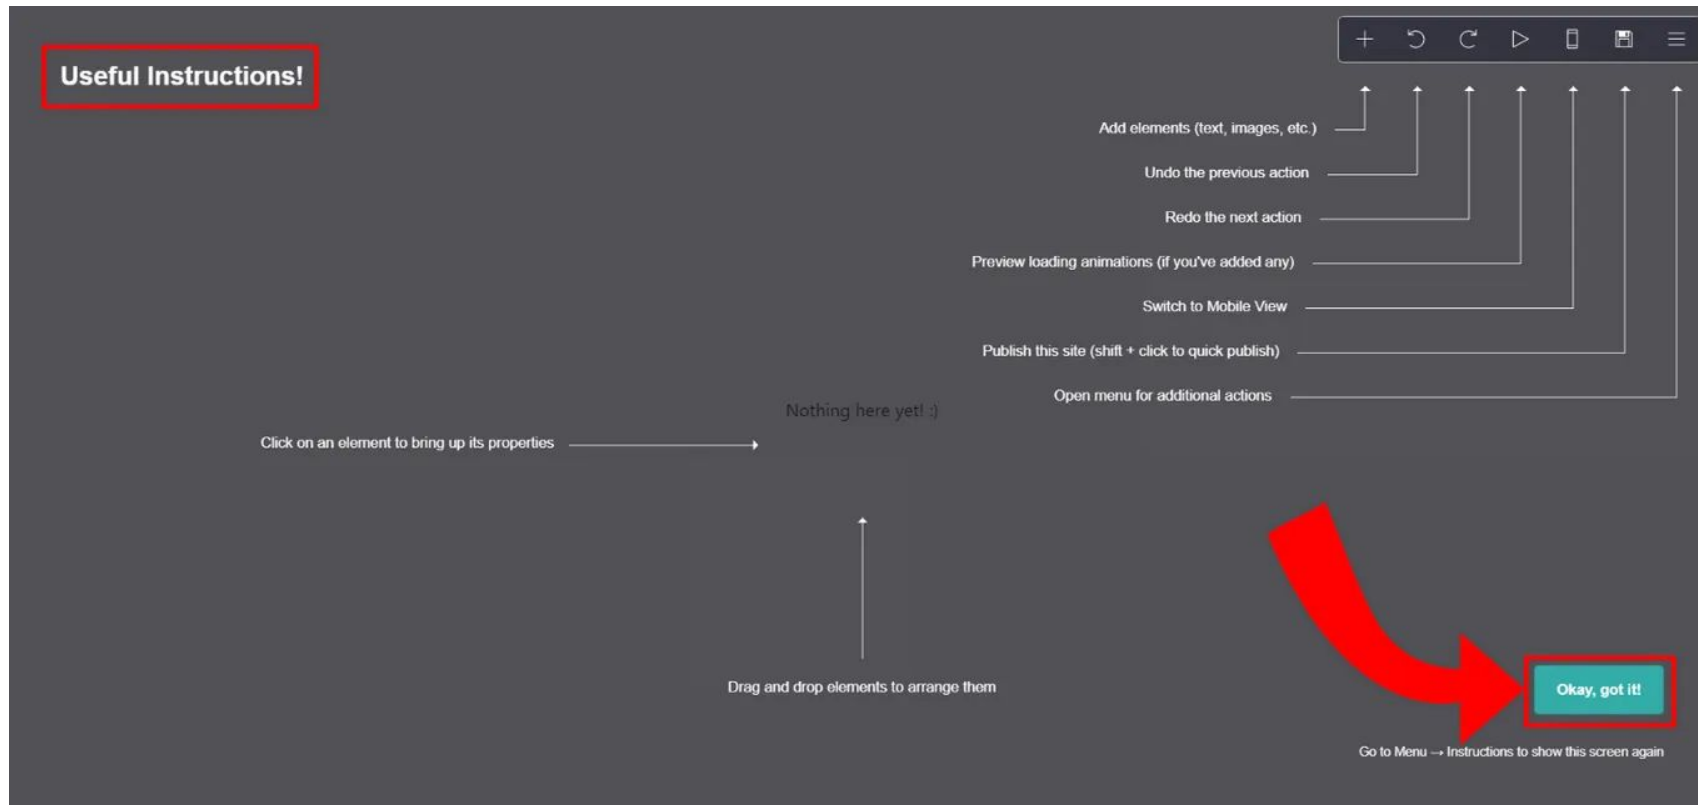 Useful Instructions!
Add elements (text, images, etc.)
Undo the previous action
Redo the next action
Preview loading animations (if you've added any)
Switch to Mobile View
Publish this site (shift + click to quick publish)
Open menu for additional actions
Nothing here yet! :)
Click on an element to bring up its properties
Drag and drop elements to arrange them
Okay, got it!
Go to Menu → Instructions to show this screen again